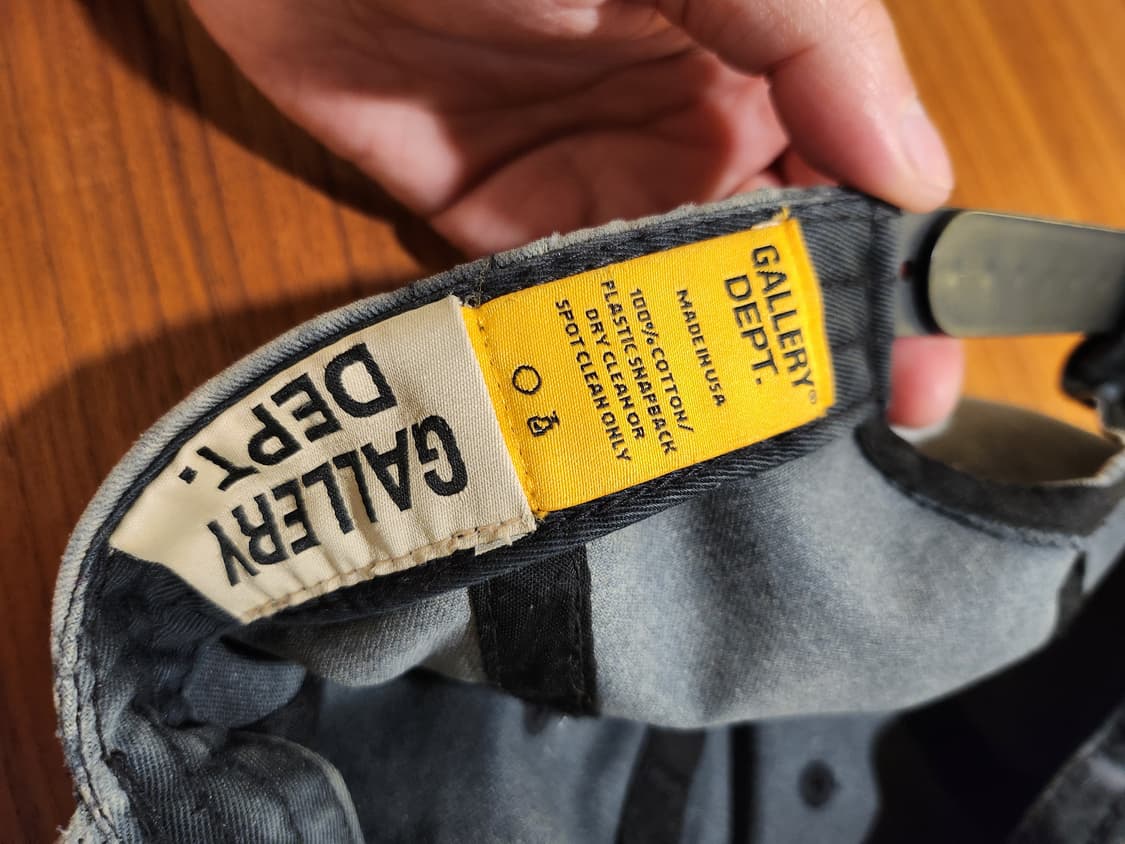 GALLERY
DEPT.
GALLERY®
DEPT.
MADE IN USA
100% COTTON/
PLASTIC SNAPBACK
DRY CLEAN OR
SPOT CLEAN ONLY